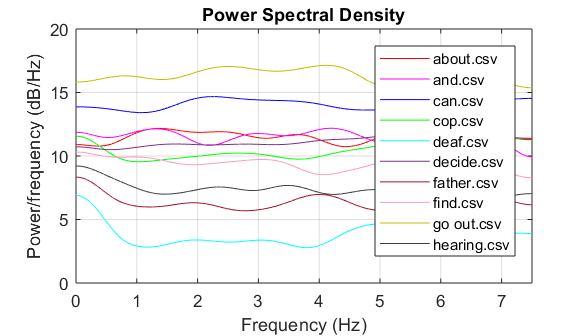 Power Spectral Density
Power/frequency (dB/Hz)
20
15
10
5
0
about.csv
and.csv
can.csv
cop.csv
deaf.csv
decide.csv
father.csv
find.csv
go out.csv
hearing.csv
0 1 2 3 4 5 6 7
Frequency (Hz)